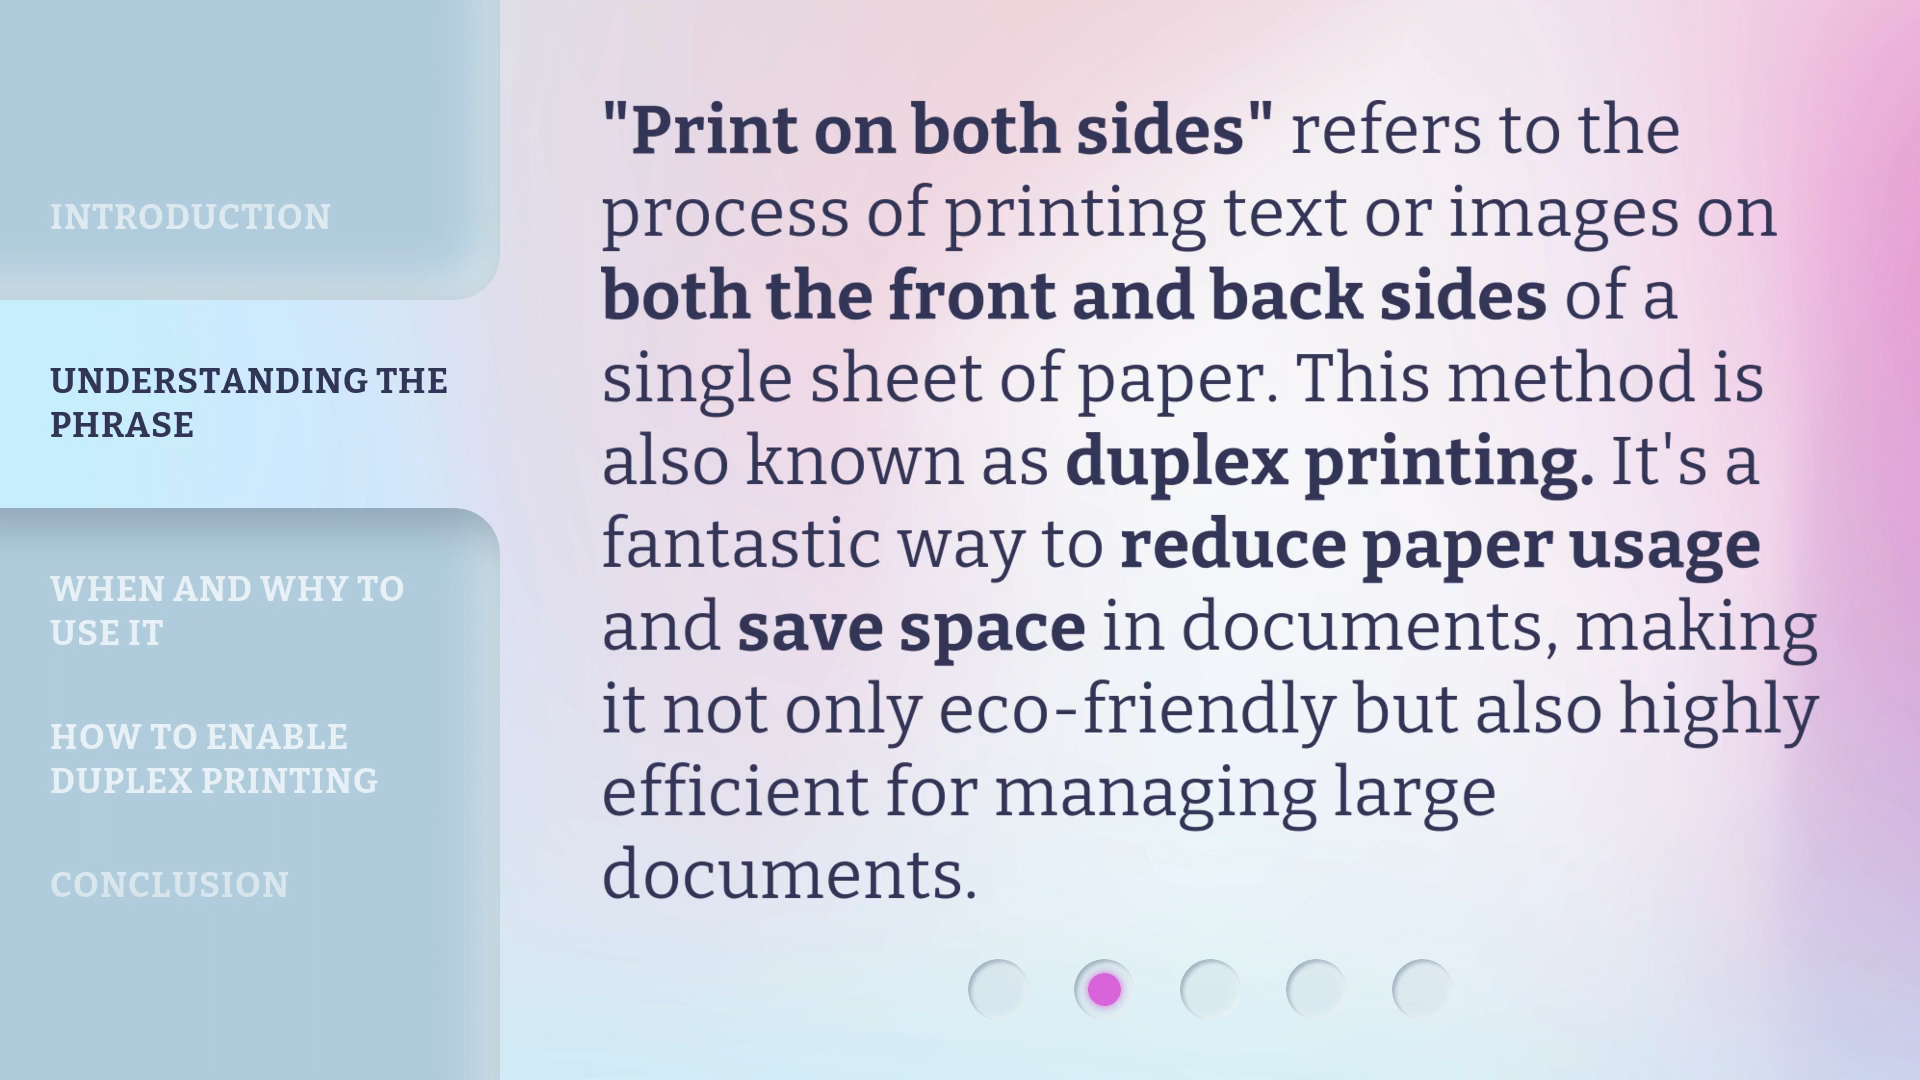 INTRODUCTION
UNDERSTANDING THE
PHRASE
WHEN AND WHY TO
USE IT
HOW TO ENABLE
DUPLEX PRINTING
CONCLUSION
"Print on both sides" refers to the
process of printing text or images on
both the front and back sides of a
single sheet of paper. This method is
also known as duplex printing. It's a
fantastic way to reduce paper usage
and save space in documents, making
it not only eco-friendly but also highly
efficient for managing large
documents.